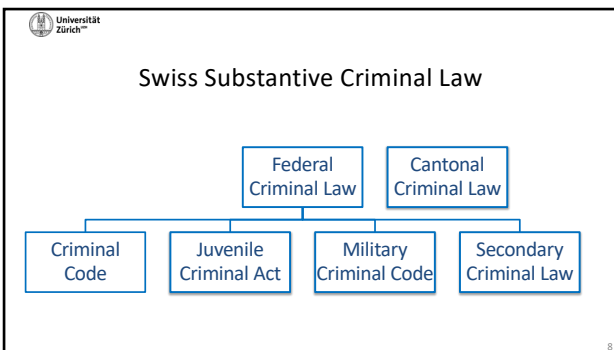 Universität
Zürich
Swiss Substantive Criminal Law
Federal
Criminal Law
Cantonal
Criminal Law
Criminal
Code
Juvenile
Criminal Act
Military
Criminal Code
Secondary
Criminal Law
8